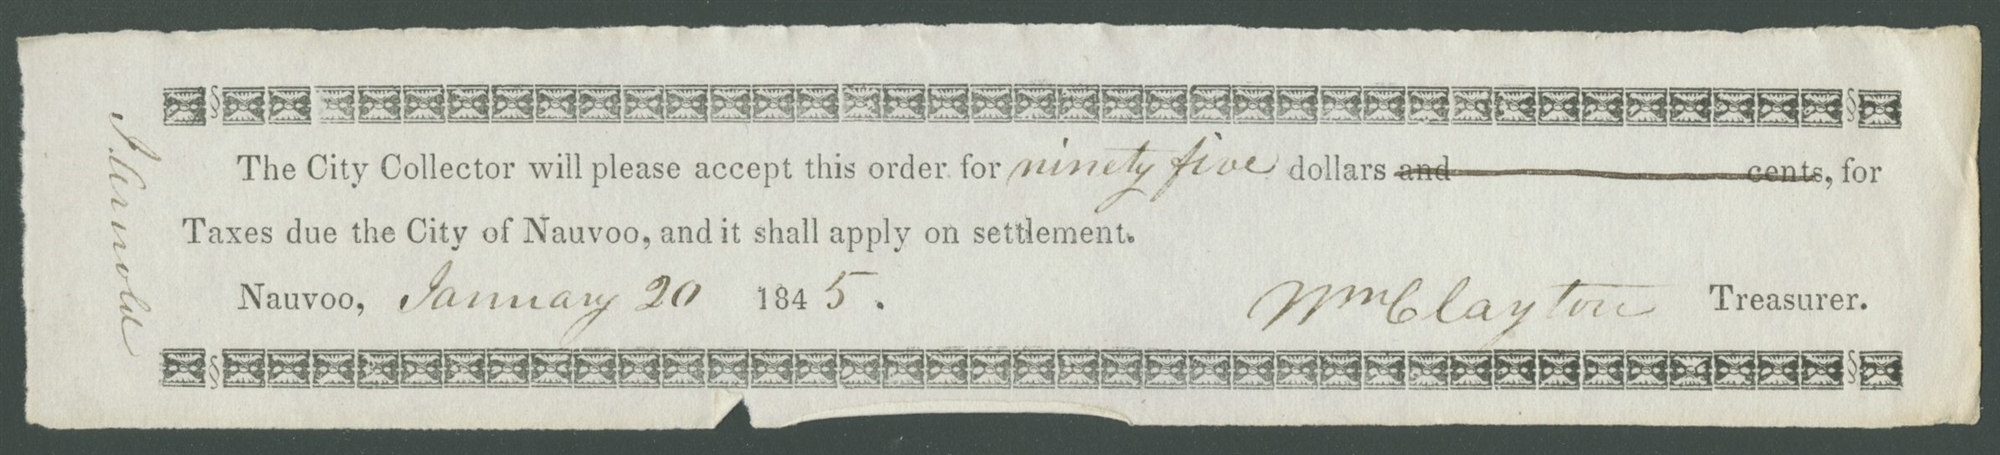 The City Collector will please accept this order for ninety five dollars and cents, for
Taxes due the City of Nauvoo, and it shall apply on settlement.
Nauvoo, January 20 1845. Wm Clayton Treasurer.